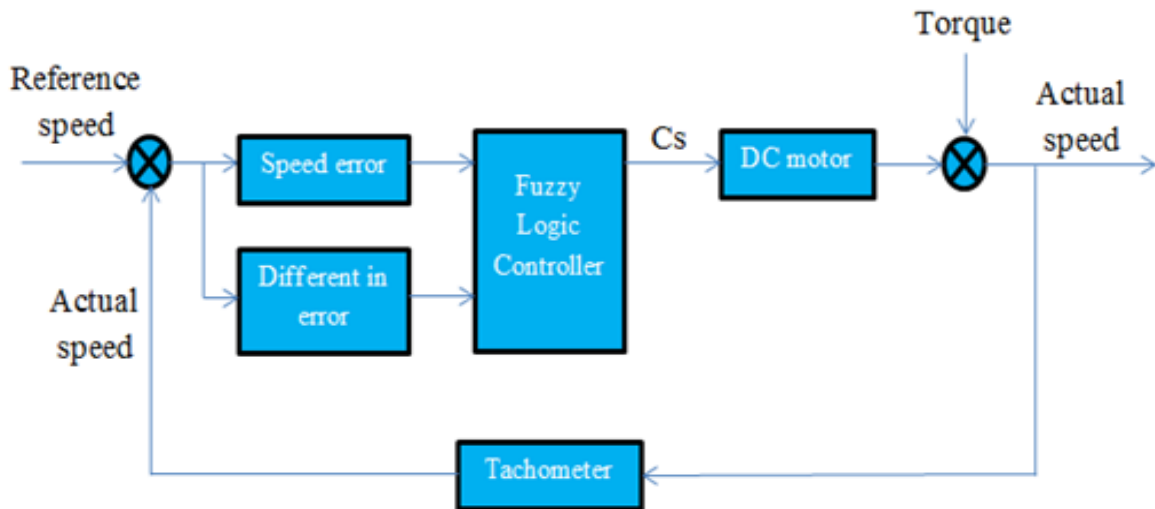 Torque
Reference
speed
Actual
speed
Speed error
Cs
DC motor
Fuzzy
Logic
Controller
Different in
error
Actual
speed
Tachometer